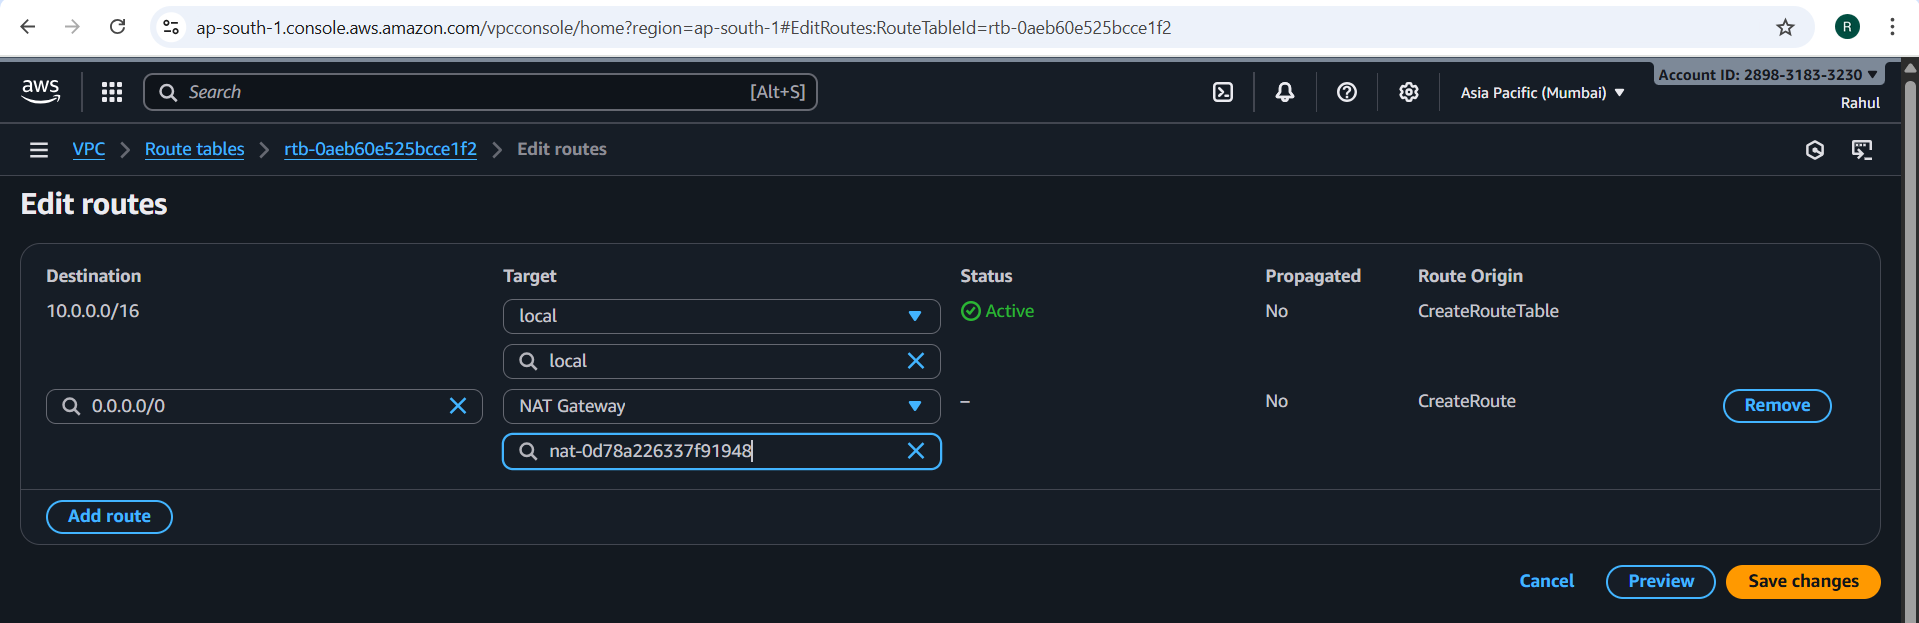 ap-south-1.console.aws.amazon.com/vpcconsole/home?region=ap-south-1#EditRoutes:RouteTableId=rtb-0aeb60e525bcce1f2
R
aws
Search
[Alt+S]
Asia Pacific (Mumbai)
Account ID: 2898-3183-3230
Rahul
VPC
Route tables
rtb-0aeb60e525bcce1f2
Edit routes
Edit routes
Destination Target Status Propagated Route Origin
10.0.0.0/16 local Active No CreateRouteTable
local
0.0.0.0/0 NAT Gateway – No CreateRoute Remove
nat-0d78a226337f91948
Add route
Cancel Preview Save changes